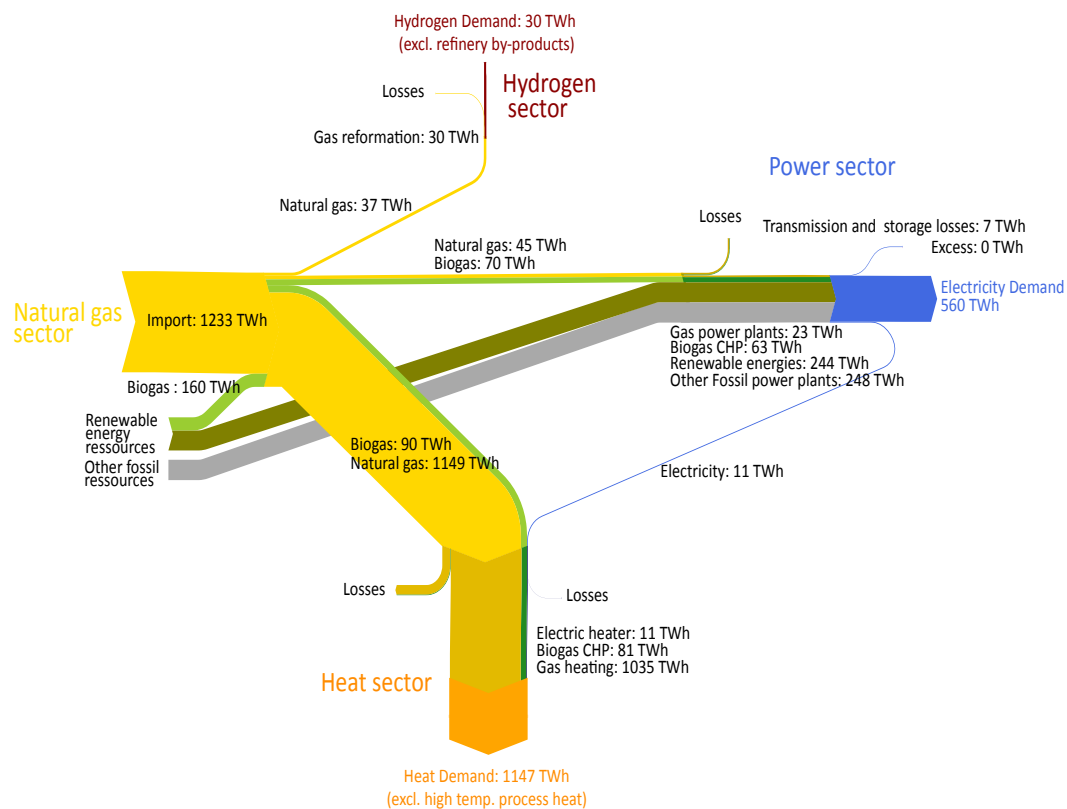 Hydrogen Demand: 30 TWh
(excl. refinery by-products)
Losses
Hydrogen
sector
Gas reformation: 30 TWh
Power sector
Natural gas: 37 TWh
Losses
Transmission and  storage losses: 7 TWh
Excess: 0 TWh
Natural gas: 45 TWh
Biogas: 70 TWh
Natural gas
sector
Import: 1233 TWh
Electricity Demand
560 TWh
Gas power plants: 23 TWh
Biogas CHP: 63 TWh
Renewable energies: 244 TWh
Other Fossil power plants: 248 TWh
Biogas : 160 TWh
Renewable
energy
ressources
Other fossil
ressources
Biogas: 90 TWh
Natural gas: 1149 TWh
Electricity: 11 TWh
Losses
Losses
Electric heater: 11 TWh
Biogas CHP: 81 TWh
Gas heating: 1035 TWh
Heat sector
Heat Demand: 1147 TWh
(excl. high temp. process heat)